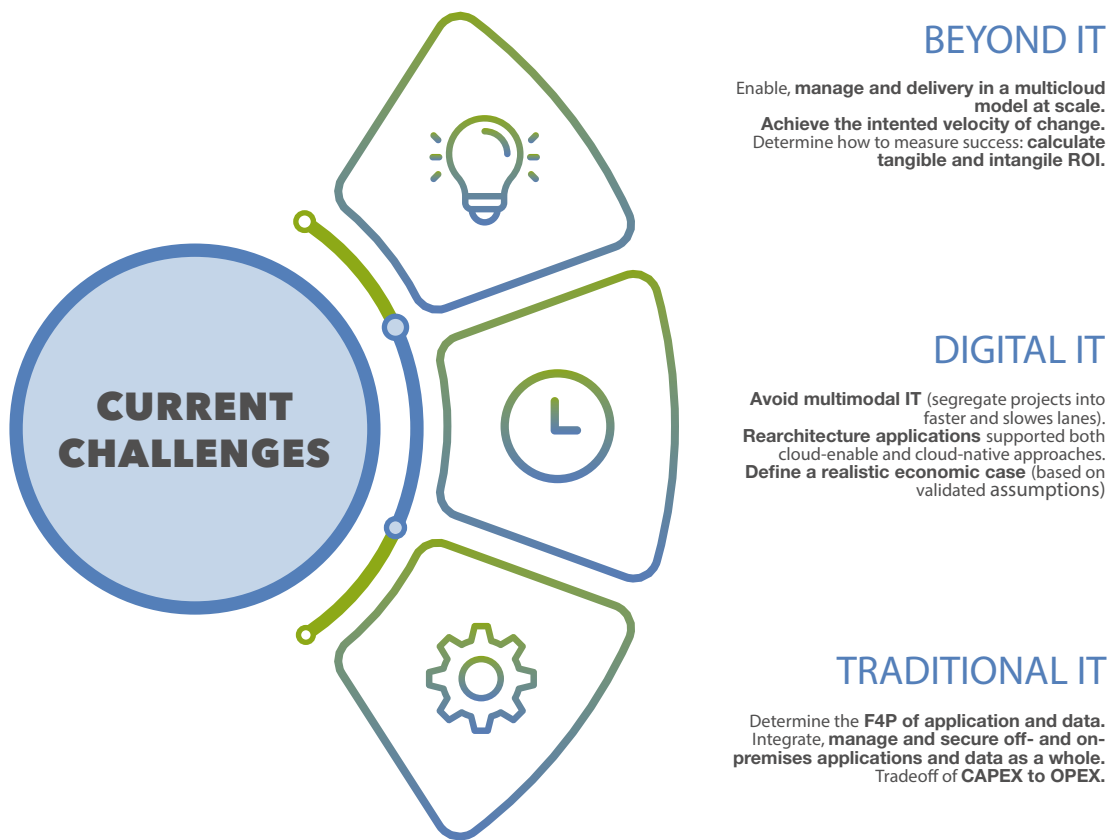 CURRENT
CHALLENGES
BEYOND IT
Enable, manage and delivery in a multicloud
model at scale.
Achieve the intented velocity of change.
Determine how to measure success: calculate
tangible and intangile ROI.
DIGITAL IT
Avoid multimodal IT (segregate projects into
faster and slowes lanes).
Rearchitecture applications supported both
cloud-enable and cloud-native approaches.
Define a realistic economic case (based on
validated assumptions)
TRADITIONAL IT
Determine the F4P of application and data.
Integrate, manage and secure off- and on-
premises applications and data as a whole.
Tradeoff of CAPEX to OPEX.